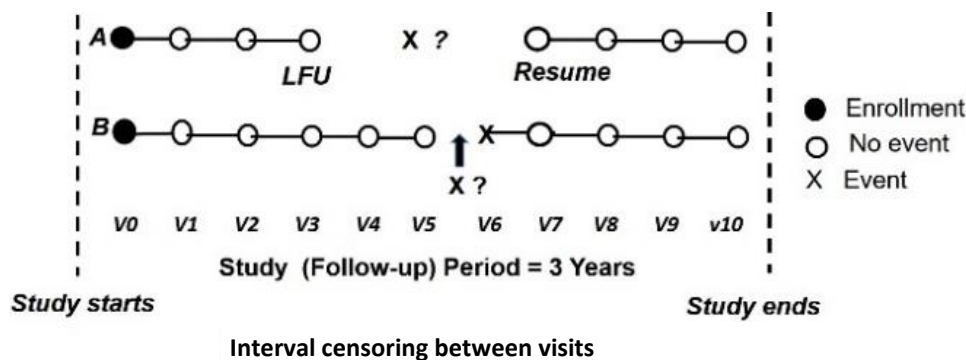 A X ?
LFU Resume
Enrollment
B X No event
X ? X Event
V0 V1 V2 V3 V4 V5 V6 V7 V8 V9 v10
Study (Follow-up) Period = 3 Years
Study starts Study ends
Interval censoring between visits